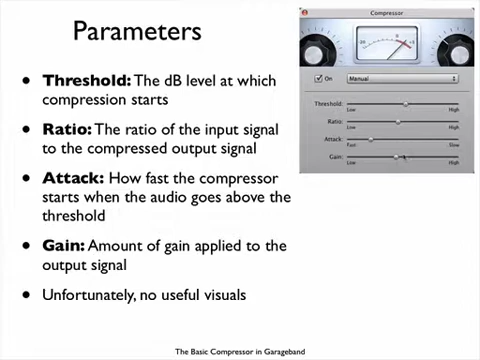 Parameters
Compressor
-20
+5
On
Manual
Threshold:
Low
High
Ratio:
Low
High
Attack:
Fast
Slow
Gain:
Low
High
• Threshold: The dB level at which
compression starts
• Ratio: The ratio of the input signal
to the compressed output signal
• Attack: How fast the compressor
starts when the audio goes above the
threshold
• Gain: Amount of gain applied to the
output signal
• Unfortunately, no useful visuals
The Basic Compressor in Garageband